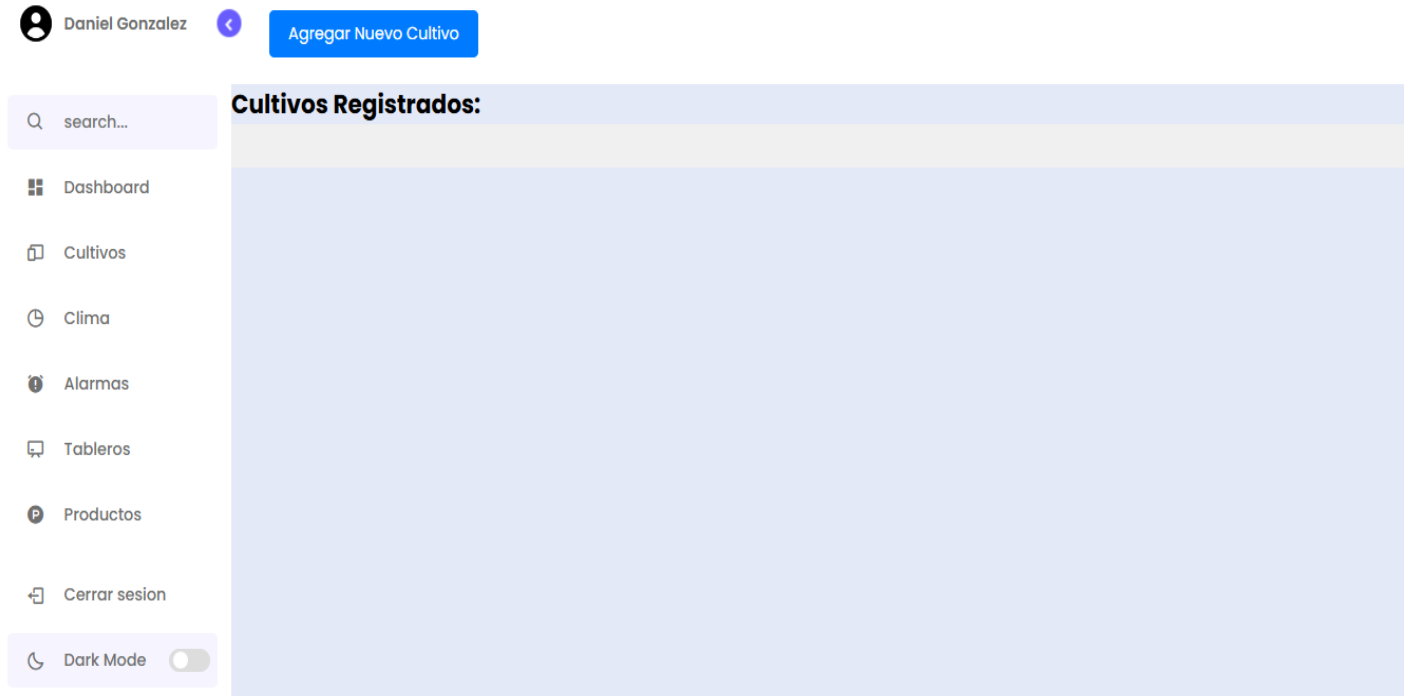 Daniel Gonzalez
Agregar Nuevo Cultivo
search...
Dashboard
Cultivos
Clima
Alarmas
Tableros
Productos
Cerrar sesion
Dark Mode
Cultivos Registrados: